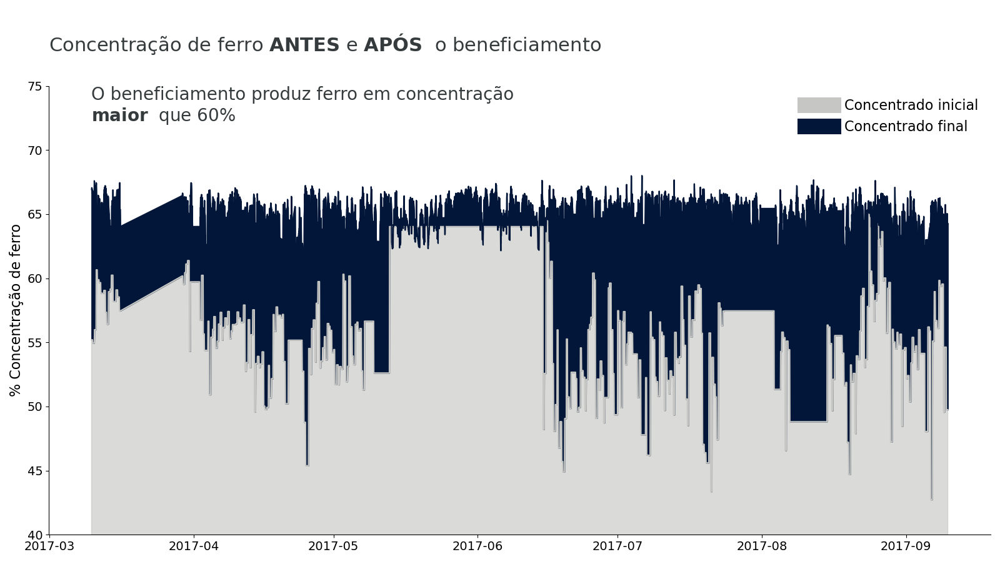 Concentração de ferro ANTES e APÓS o beneficiamento
O beneficiamento produz ferro em concentração
maior que 60%
Concentrado inicial
Concentrado final
% Concentração de ferro
75
70
65
60
55
50
45
40
2017-03
2017-04
2017-05
2017-06
2017-07
2017-08
2017-09